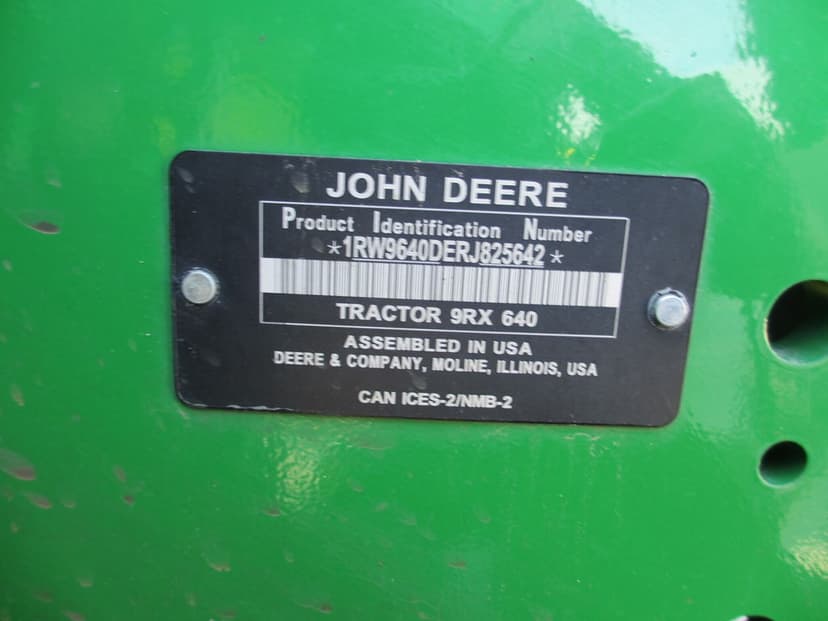 JOHN DEERE
Product Identification Number
*1RW9640DERJ825642*
TRACTOR 9RX 640
ASSEMBLED IN USA
DEERE & COMPANY, MOLINE, ILLINOIS, USA
CAN ICES-2/NMB-2